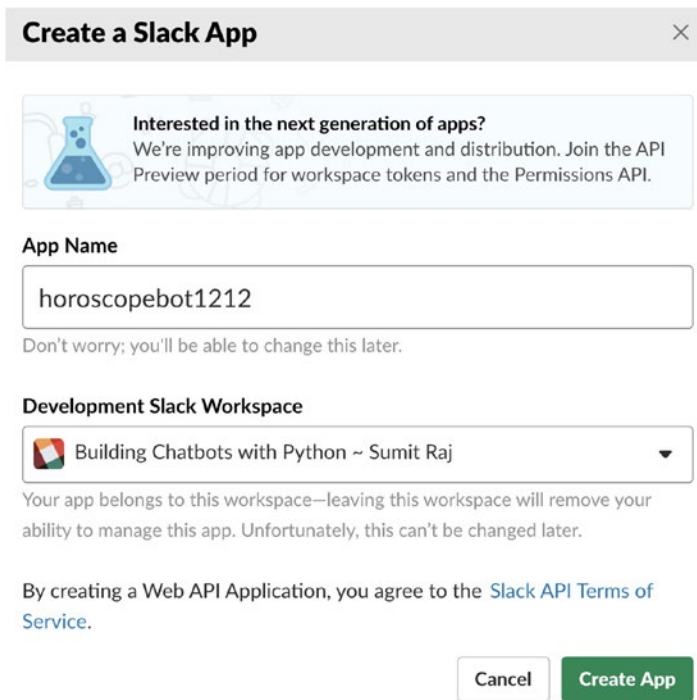 Create a Slack App
Interested in the next generation of apps?
We're improving app development and distribution. Join the API
Preview period for workspace tokens and the Permissions API.
App Name
horoscopebot1212
Don't worry; you'll be able to change this later.
Development Slack Workspace
Building Chatbots with Python ~ Sumit Raj
Your app belongs to this workspace—leaving this workspace will remove your
ability to manage this app. Unfortunately, this can't be changed later.
By creating a Web API Application, you agree to the Slack API Terms of
Service.
Cancel
Create App